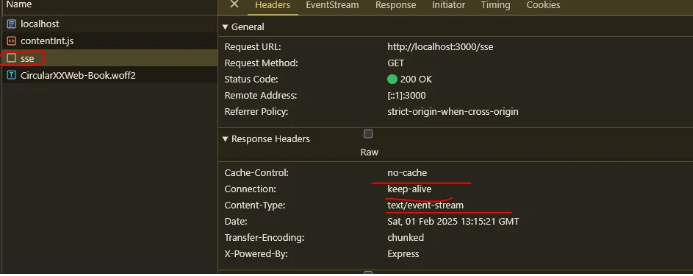 Name
localhost
contentInt.js
sse
CircularXXWeb-Book.woff2
Headers EventStream Response Initiator Timing Cookies
General
Request URL: http://localhost:3000/sse
Request Method: GET
Status Code: 200 OK
Remote Address: [::1]:3000
Referrer Policy: strict-origin-when-cross-origin
Response Headers
Raw
Cache-Control: no-cache
Connection: keep-alive
Content-Type: text/event-stream
Date: Sat, 01 Feb 2025 13:15:21 GMT
Transfer-Encoding: chunked
X-Powered-By: Express